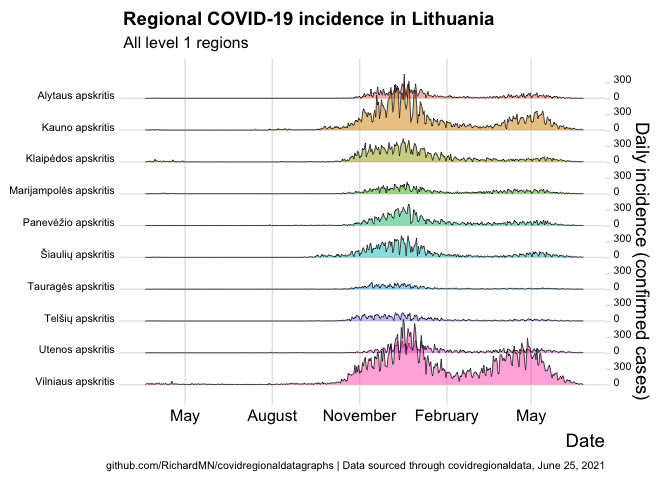 Regional COVID-19 incidence in Lithuania
All level 1 regions
Alytaus apskritis
300
0
Kauno apskritis
300
0
Klaipėdos apskritis
300
0
Marijampolės apskritis
300
0
Panevėžio apskritis
300
0
Šiaulių apskritis
300
0
Tauragės apskritis
300
0
Telšių apskritis
300
0
Utenos apskritis
300
0
Vilniaus apskritis
300
0
Daily incidence (confirmed cases)
May August November February May
Date
github.com/RichardMN/covidregionaldatagraphs | Data sourced through covidregionaldata, June 25, 2021